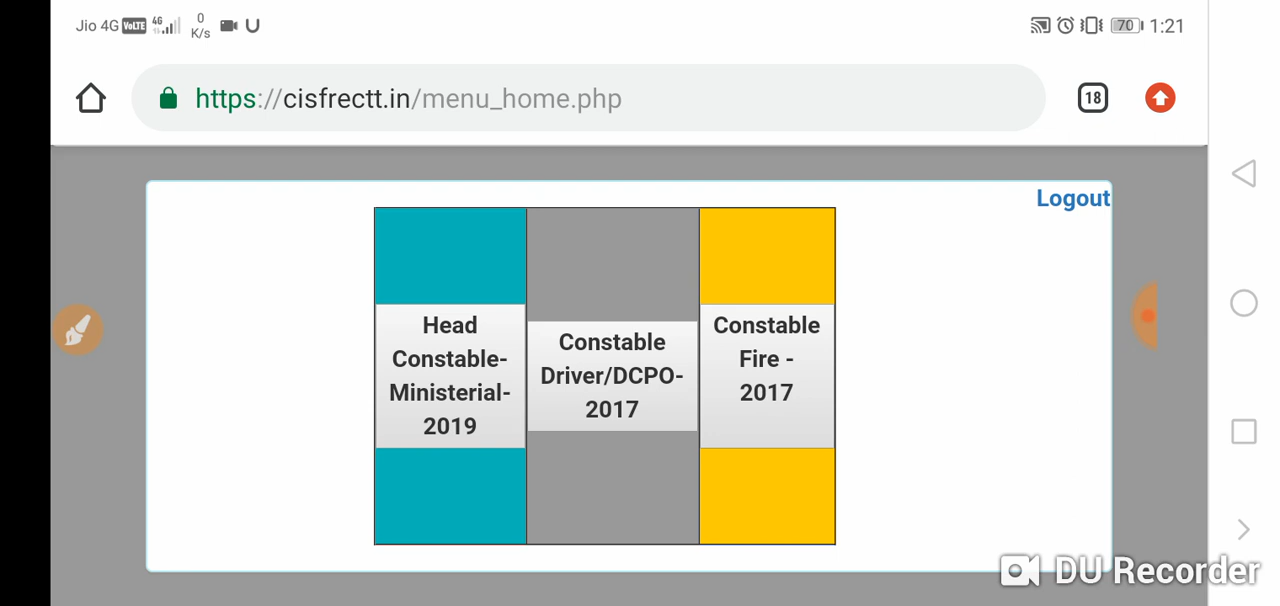 Jio 4G VoLTE 4G 0 K/s 70 1:21
https://cisfrectt.in/menu_home.php 18
Logout
Head
Constable-
Ministerial-
2019
Constable
Driver/DCPO-
2017
Constable
Fire -
2017
DU Recorder